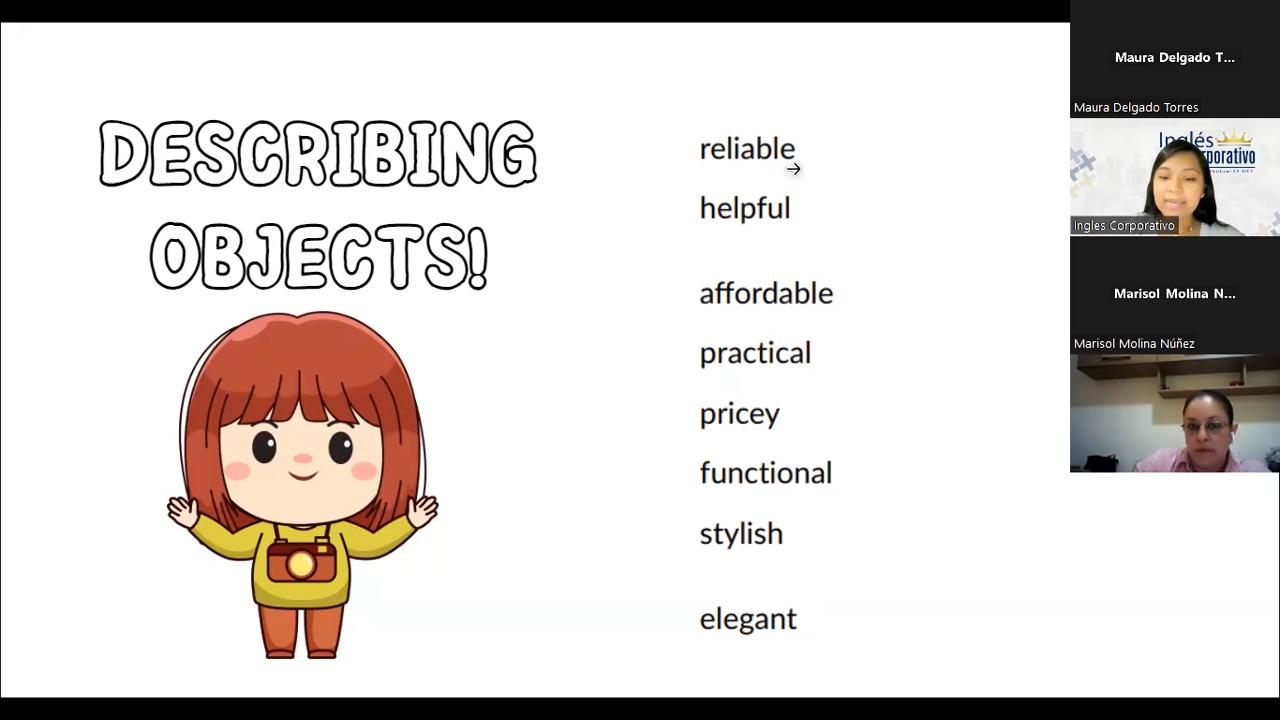 DESCRIBING
OBJECTS!
reliable
helpful
affordable
practical
pricey
functional
stylish
elegant
Maura Delgado T...
Maura Delgado Torres
Inglés
Ingles Corporativo
Marisol Molina N...
Marisol Molina Núñez